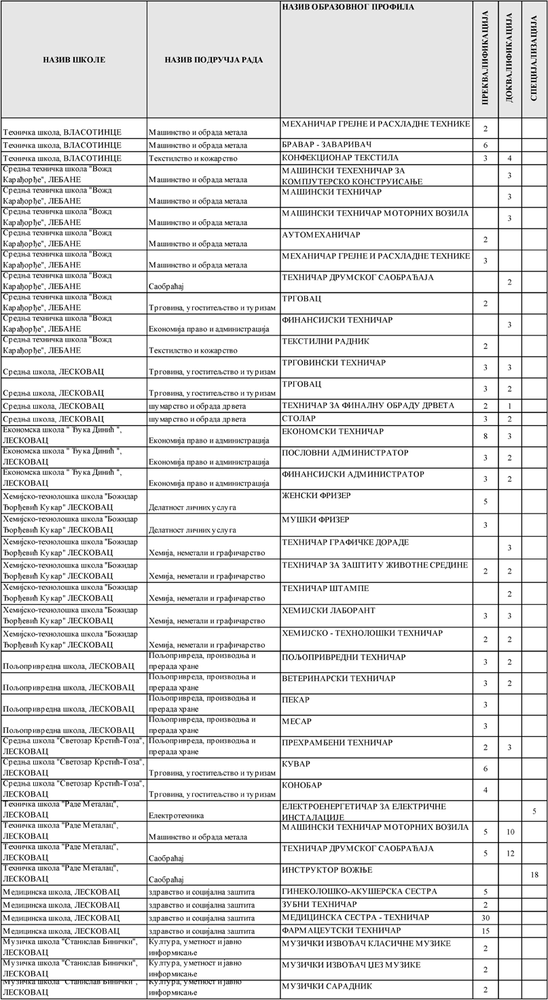 НАЗИВ ШКОЛЕ НАЗИВ ПОДРУЧЈА РАДА НАЗИВ ОБРАЗОВНОГ ПРОФИЛА ПРЕКВАЛИФИКАЦИЈА ДОКВАЛИФИКАЦИЈА СПЕЦИЈАЛИЗАЦИЈА
Техничка школа, ВЛАСОТИНЦЕ Машинство и обрада метала МЕХАНИЧАР ГРЕЈНЕ И РАСХЛАДНЕ ТЕХНИКЕ 2
Техничка школа, ВЛАСОТИНЦЕ Машинство и обрада метала БРАВАР - ЗАВАРИВАЧ 6
Техничка школа, ВЛАСОТИНЦЕ Текстилство и кожарство КОНФЕКЦИОНАР ТЕКСТИЛА 3 4
Средња техничка школа "Вожд МАШИНСКИ ТЕХЕХНИЧАР ЗА
Карађорђе", ЛЕБАНЕ Машинство и обрада метала КОМПЈУТЕРСКО КОНСТРУИСАЊЕ 3
Средња техничка школа "Вожд МАШИНСКИ ТЕХНИЧАР
Карађорђе", ЛЕБАНЕ Машинство и обрада метала 3
Средња техничка школа "Вожд МАШИНСКИ ТЕХНИЧАР МОТОРНИХ ВОЗИЛА
Карађорђе", ЛЕБАНЕ Машинство и обрада метала 3
Средња техничка школа "Вожд АУТОМЕХАНИЧАР
Карађорђе", ЛЕБАНЕ Машинство и обрада метала 2
Средња техничка школа "Вожд МЕХАНИЧАР ГРЕЈНЕ И РАСХЛАДНЕ ТЕХНИКЕ
Карађорђе", ЛЕБАНЕ Машинство и обрада метала 3
Средња техничка школа "Вожд ТЕХНИЧАР ДРУМСКОГ САОБРАЋАЈА
Карађорђе", ЛЕБАНЕ Саобраћај 2
Средња техничка школа "Вожд ТРГОВАЦ
Карађорђе", ЛЕБАНЕ Трговина, угоститељство и туризам 2
Средња техничка школа "Вожд ФИНАНСИЈСКИ ТЕХНИЧАР
Карађорђе", ЛЕБАНЕ Економија право и администрација 3
Средња техничка школа "Вожд ТЕКСТИЛНИ РАДНИК
Карађорђе", ЛЕБАНЕ Текстилство и кожарство 2
Средња школа, ЛЕСКОВАЦ Трговина, угоститељство и туризам ТРГОВИНСКИ ТЕХНИЧАР 3 3
Средња школа, ЛЕСКОВАЦ Трговина, угоститељство и туризам ТРГОВАЦ 3 2
Средња школа, ЛЕСКОВАЦ шумарство и обрада дрвета ТЕХНИЧАР ЗА ФИНАЛНУ ОБРАДУ ДРВЕТА 2 1
Средња школа, ЛЕСКОВАЦ шумарство и обрада дрвета СТОЛАР 3 2
Економска школа " Ђука Динић ", ЕКОНОМСКИ ТЕХНИЧАР
ЛЕСКОВАЦ Економија право и администрација 8 3
Економска школа " Ђука Динић ", ПОСЛОВНИ АДМИНИСТРАТОР
ЛЕСКОВАЦ Економија право и администрација 3 2
Економска школа " Ђука Динић ", ФИНАНСИЈСКИ АДМИНИСТРАТОР
ЛЕСКОВАЦ Економија право и администрација 3 2
Хемијско-технолошка школа "Божидар ЖЕНСКИ ФРИЗЕР
Ђорђевић Кукар" ЛЕСКОВАЦ Делатност личних услуга 5
Хемијско-технолошка школа "Божидар МУШКИ ФРИЗЕР
Ђорђевић Кукар" ЛЕСКОВАЦ Делатност личних услуга 3
Хемијско-технолошка школа "Божидар ТЕХНИЧАР ГРАФИЧКЕ ДОРАДЕ
Ђорђевић Кукар" ЛЕСКОВАЦ Хемија, неметали и графичарство 3
Хемијско-технолошка школа "Божидар ТЕХНИЧАР ЗА ЗАШТИТУ ЖИВОТНЕ СРЕДИНЕ
Ђорђевић Кукар" ЛЕСКОВАЦ Хемија, неметали и графичарство 2 2
Хемијско-технолошка школа "Божидар ТЕХНИЧАР ШТАМПЕ
Ђорђевић Кукар" ЛЕСКОВАЦ Хемија, неметали и графичарство 2
Хемијско-технолошка школа "Божидар ХЕМИЈСКИ ЛАБОРАНТ
Ђорђевић Кукар" ЛЕСКОВАЦ Хемија, неметали и графичарство 3 3
Хемијско-технолошка школа "Божидар ХЕМИЈСКО - ТЕХНОЛОШКИ ТЕХНИЧАР
Ђорђевић Кукар" ЛЕСКОВАЦ Хемија, неметали и графичарство 2 2
Пољопривреда, производња и ПОЉОПРИВРЕДНИ ТЕХНИЧАР
Пољопривредна школа, ЛЕСКОВАЦ прерада хране 3 2
Пољопривреда, производња и ВЕТЕРИНАРСКИ ТЕХНИЧАР
Пољопривредна школа, ЛЕСКОВАЦ прерада хране 3 2
Пољопривреда, производња и ПЕКАР
Пољопривредна школа, ЛЕСКОВАЦ прерада хране 3
Пољопривреда, производња и МЕСАР
Пољопривредна школа, ЛЕСКОВАЦ прерада хране 3
Средња школа "Светозар Крстић-Тоза", Пољопривреда, производња и ПРЕХРАМБЕНИ ТЕХНИЧАР
ЛЕСКОВАЦ прерада хране 2 3
Средња школа "Светозар Крстић-Тоза", КУВАР
ЛЕСКОВАЦ Трговина, угоститељство и туризам 6
Средња школа "Светозар Крстић-Тоза", КОНОБАР
ЛЕСКОВАЦ Трговина, угоститељство и туризам 4
Техничка школа "Раде Металац", ЕЛЕКТРОЕНЕРГЕТИЧАР ЗА ЕЛЕКТРИЧНЕ
ЛЕСКОВАЦ Електротехника ИНСТАЛАЦИЈЕ 5
Техничка школа "Раде Металац", МАШИНСКИ ТЕХНИЧАР МОТОРНИХ ВОЗИЛА
ЛЕСКОВАЦ Машинство и обрада метала 5 10
Техничка школа "Раде Металац", ТЕХНИЧАР ДРУМСКОГ САОБРАЋАЈА
ЛЕСКОВАЦ Саобраћај 5 12
Техничка школа "Раде Металац", ИНСТРУКТОР ВОЖЊЕ
ЛЕСКОВАЦ Саобраћај 18
Медицинска школа, ЛЕСКОВАЦ здравство и социјална заштита ГИНЕКОЛОШКО-АКУШЕРСКА СЕСТРА 5
Медицинска школа, ЛЕСКОВАЦ здравство и социјална заштита ЗУБНИ ТЕХНИЧАР 2
Медицинска школа, ЛЕСКОВАЦ здравство и социјална заштита МЕДИЦИНСКА СЕСТРА - ТЕХНИЧАР 30
Медицинска школа, ЛЕСКОВАЦ здравство и социјална заштита ФАРМАЦЕУТСКИ ТЕХНИЧАР 15
Музичка школа "Станислав Бинички", Култура, уметност и јавно МУЗИЧКИ ИЗВОЂАЧ КЛАСИЧНЕ МУЗИКЕ
ЛЕСКОВАЦ информисање 2
Музичка школа "Станислав Бинички", Култура, уметност и јавно МУЗИЧКИ ИЗВОЂАЧ ЏЕЗ МУЗИКЕ
ЛЕСКОВАЦ информисање 2
Музичка школа "Станислав Бинички", Култура, уметност и јавно МУЗИЧКИ САРАДНИК
ЛЕСКОВАЦ информисање 2